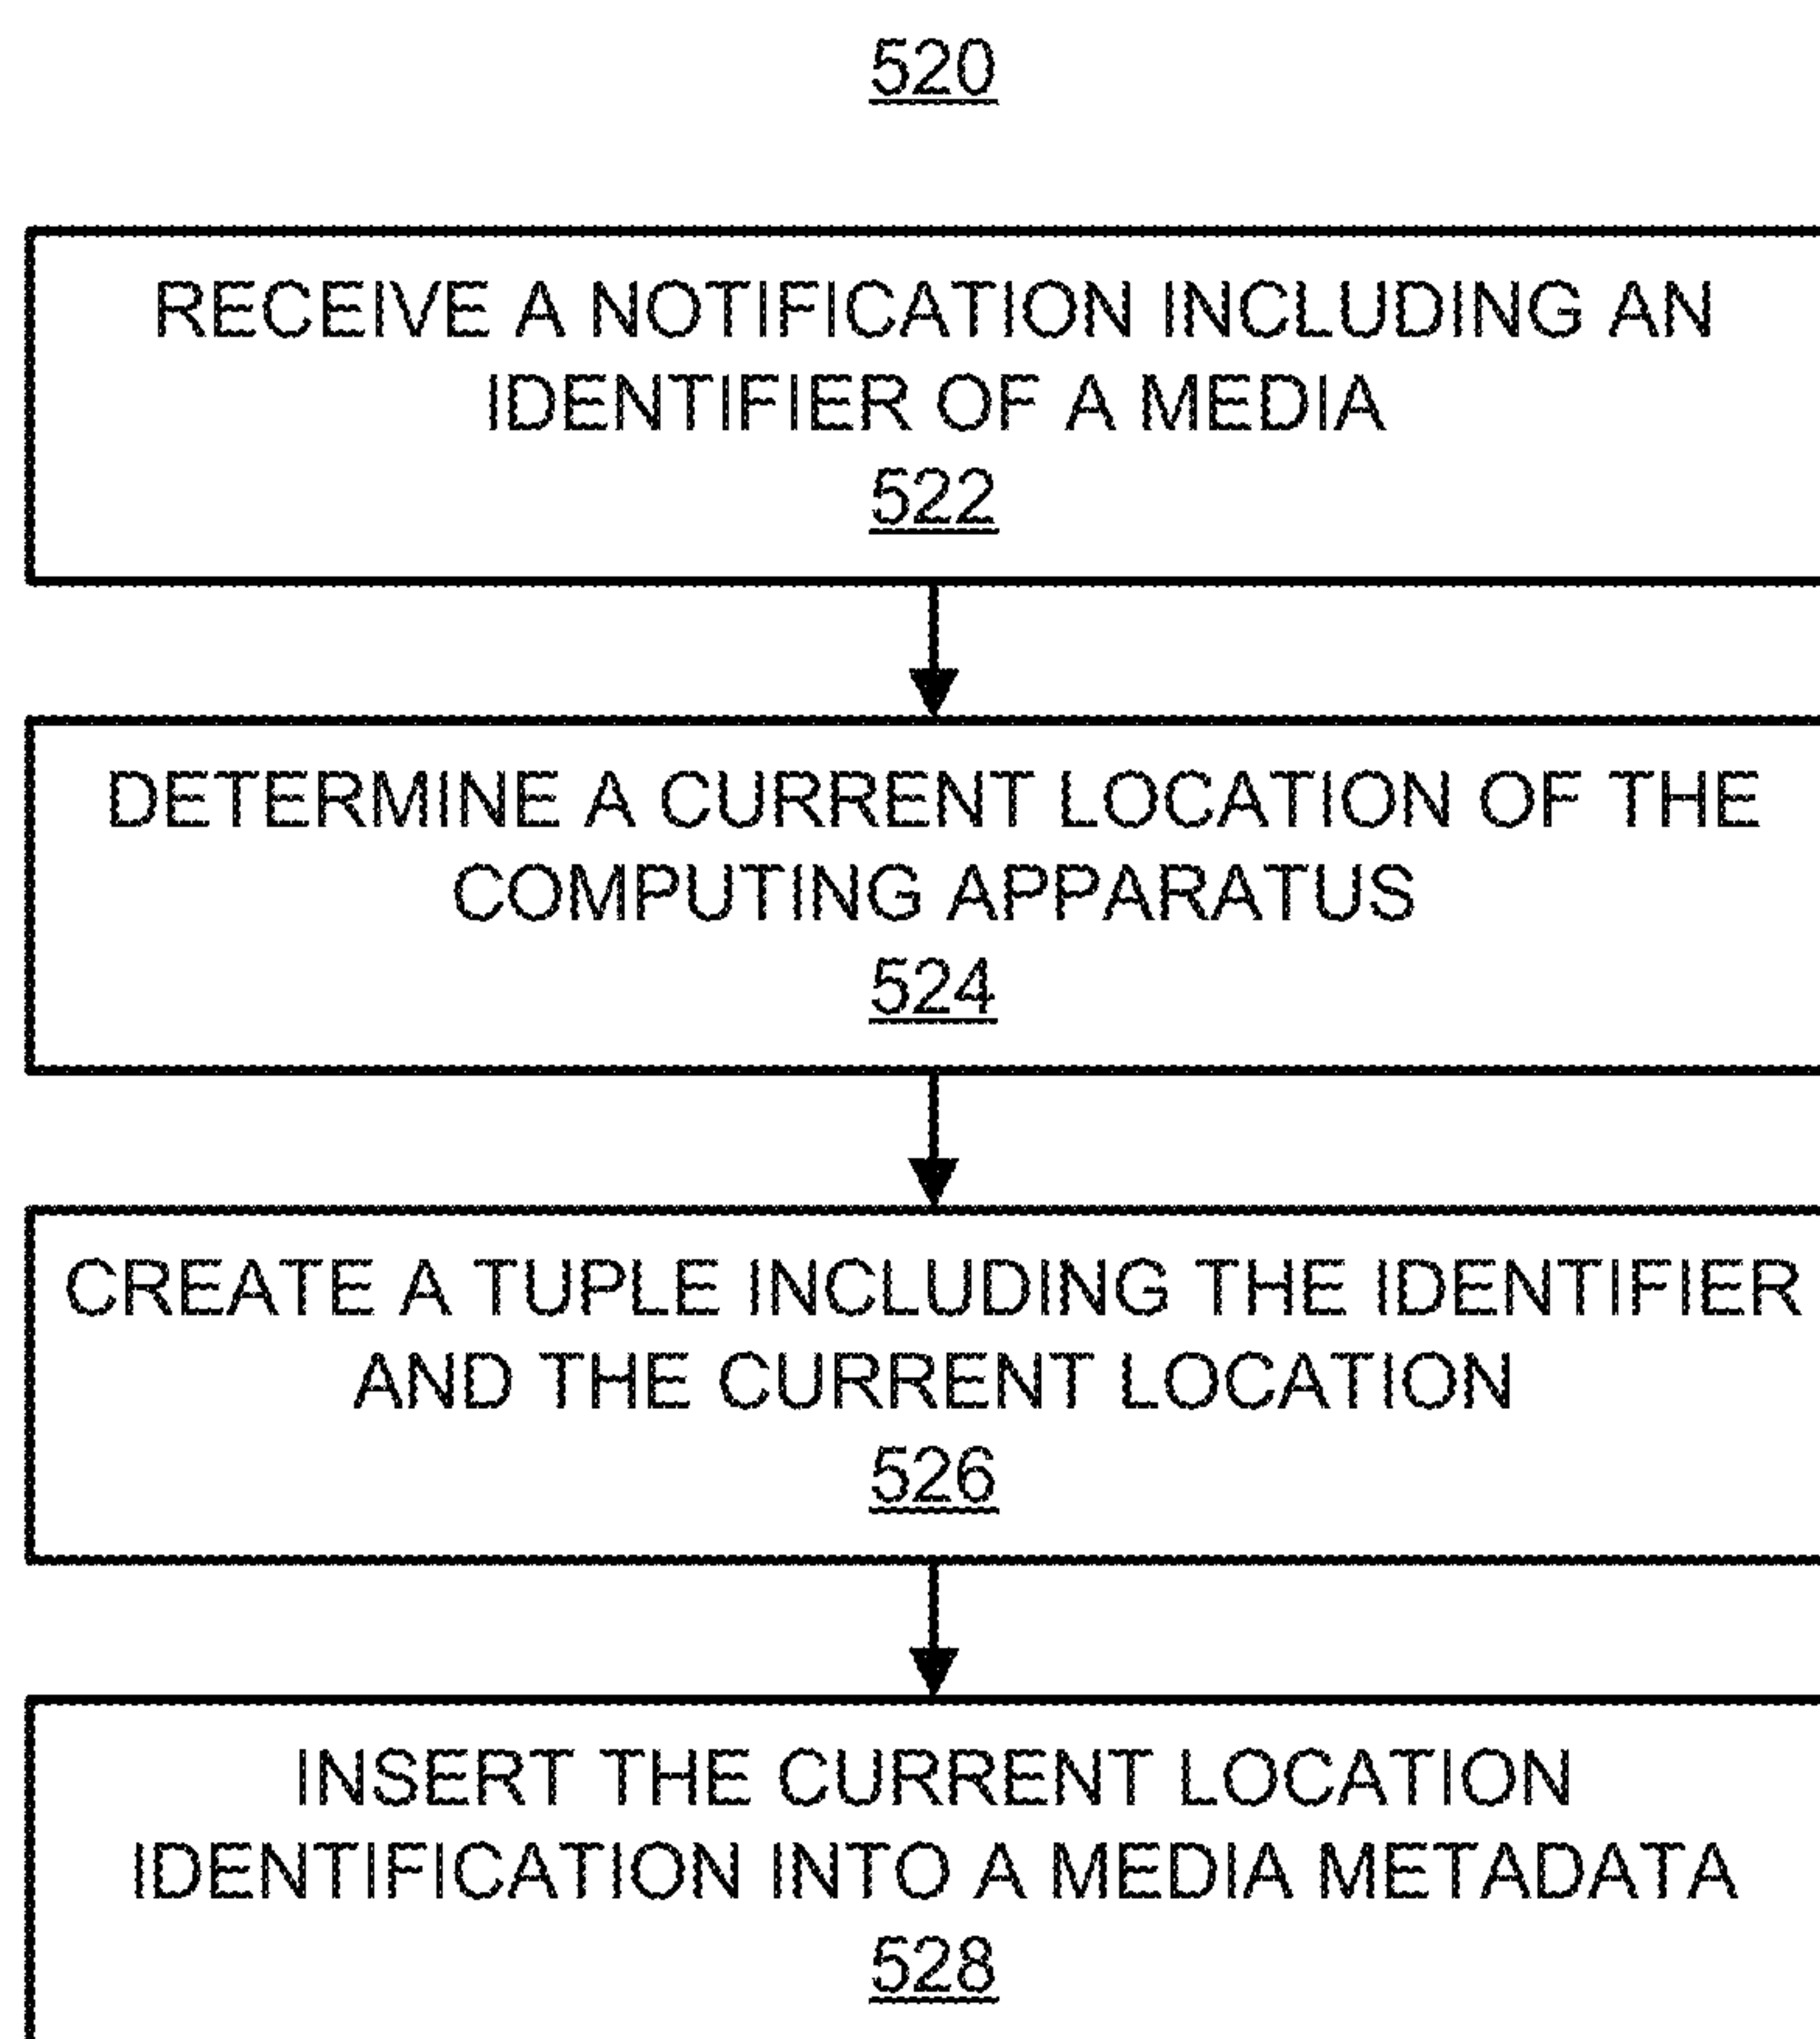 520
RECEIVE A NOTIFICATION INCLUDING AN
IDENTIFIER OF A MEDIA
522
DETERMINE A CURRENT LOCATION OF THE
COMPUTING APPARATUS
524
CREATE A TUPLE INCLUDING THE IDENTIFIER
AND THE CURRENT LOCATION
526
INSERT THE CURRENT LOCATION
IDENTIFICATION INTO A MEDIA METADATA
528